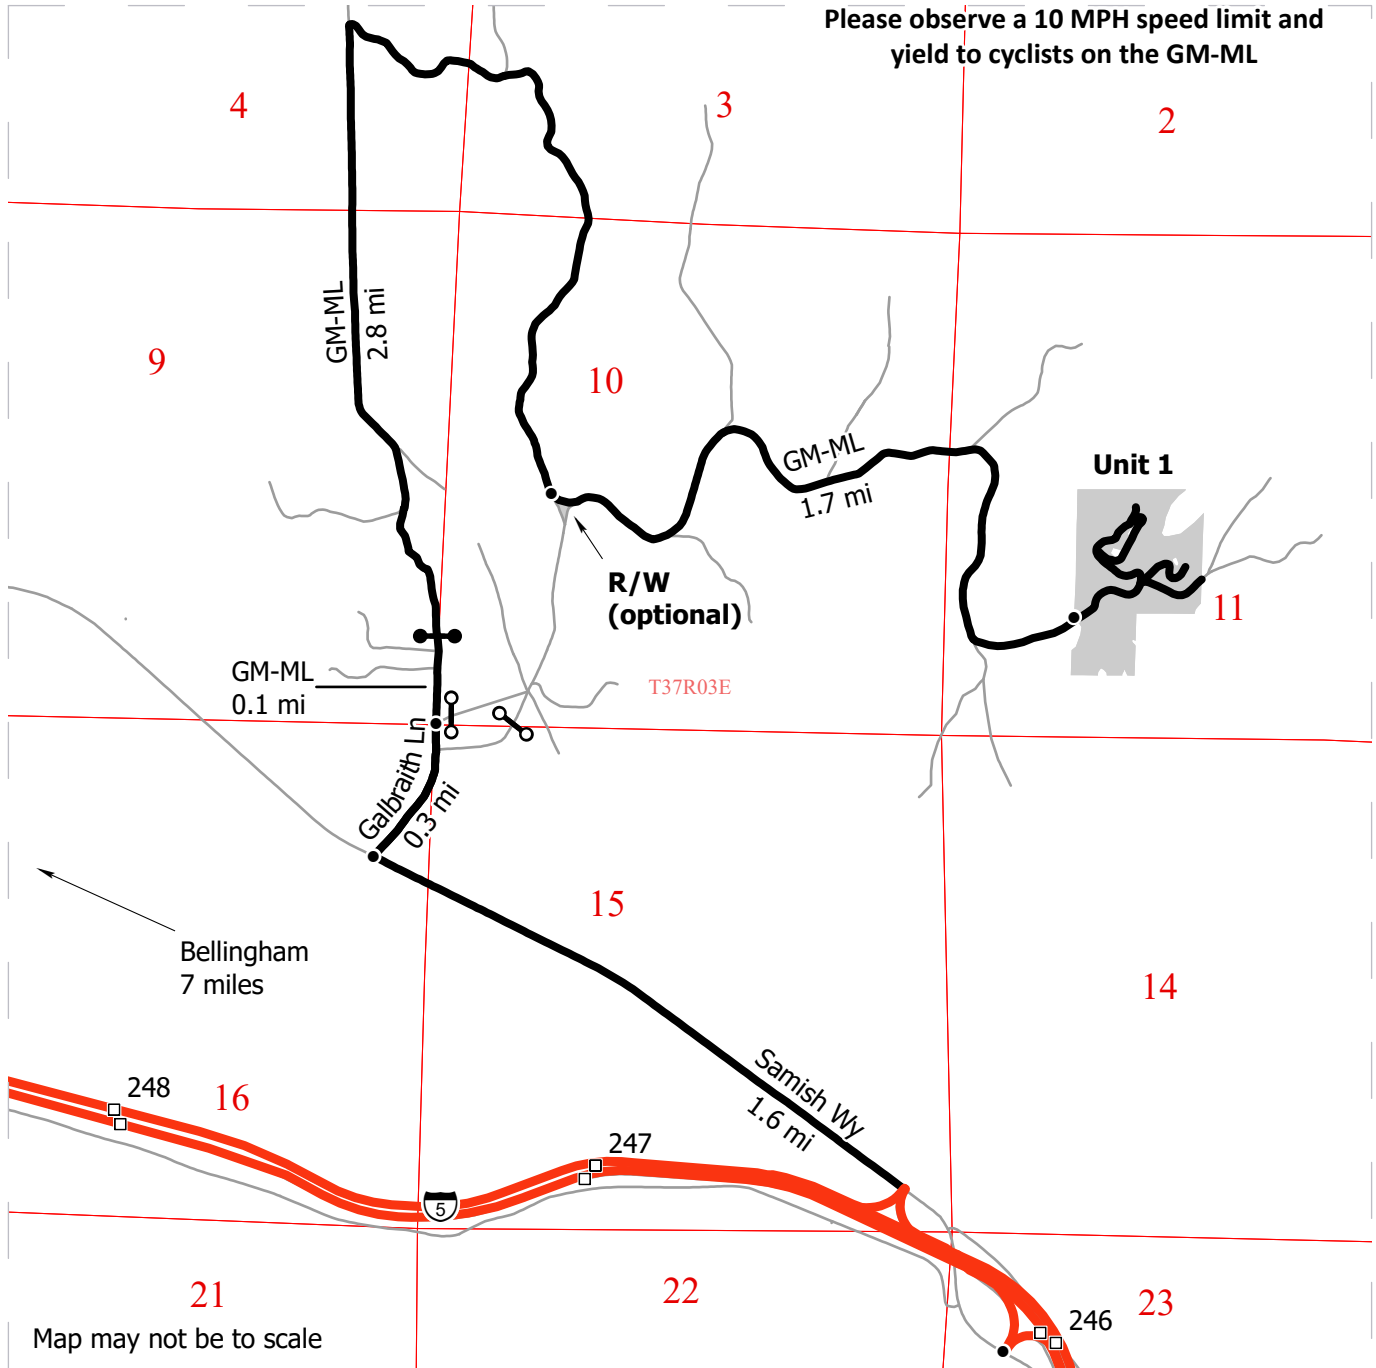 Please observe a 10 MPH speed limit and
yield to cyclists on the GM-ML
4
3
2
GM-ML
2.8 mi
9
10
GM-ML
1.7 mi
Unit 1
R/W
(optional)
11
GM-ML
0.1 mi
T37R03E
Galbraith Ln
0.3 mi
15
Bellingham
7 miles
14
Samish Wy
1.6 mi
248
16
247
5
21
22
23
246
Map may not be to scale